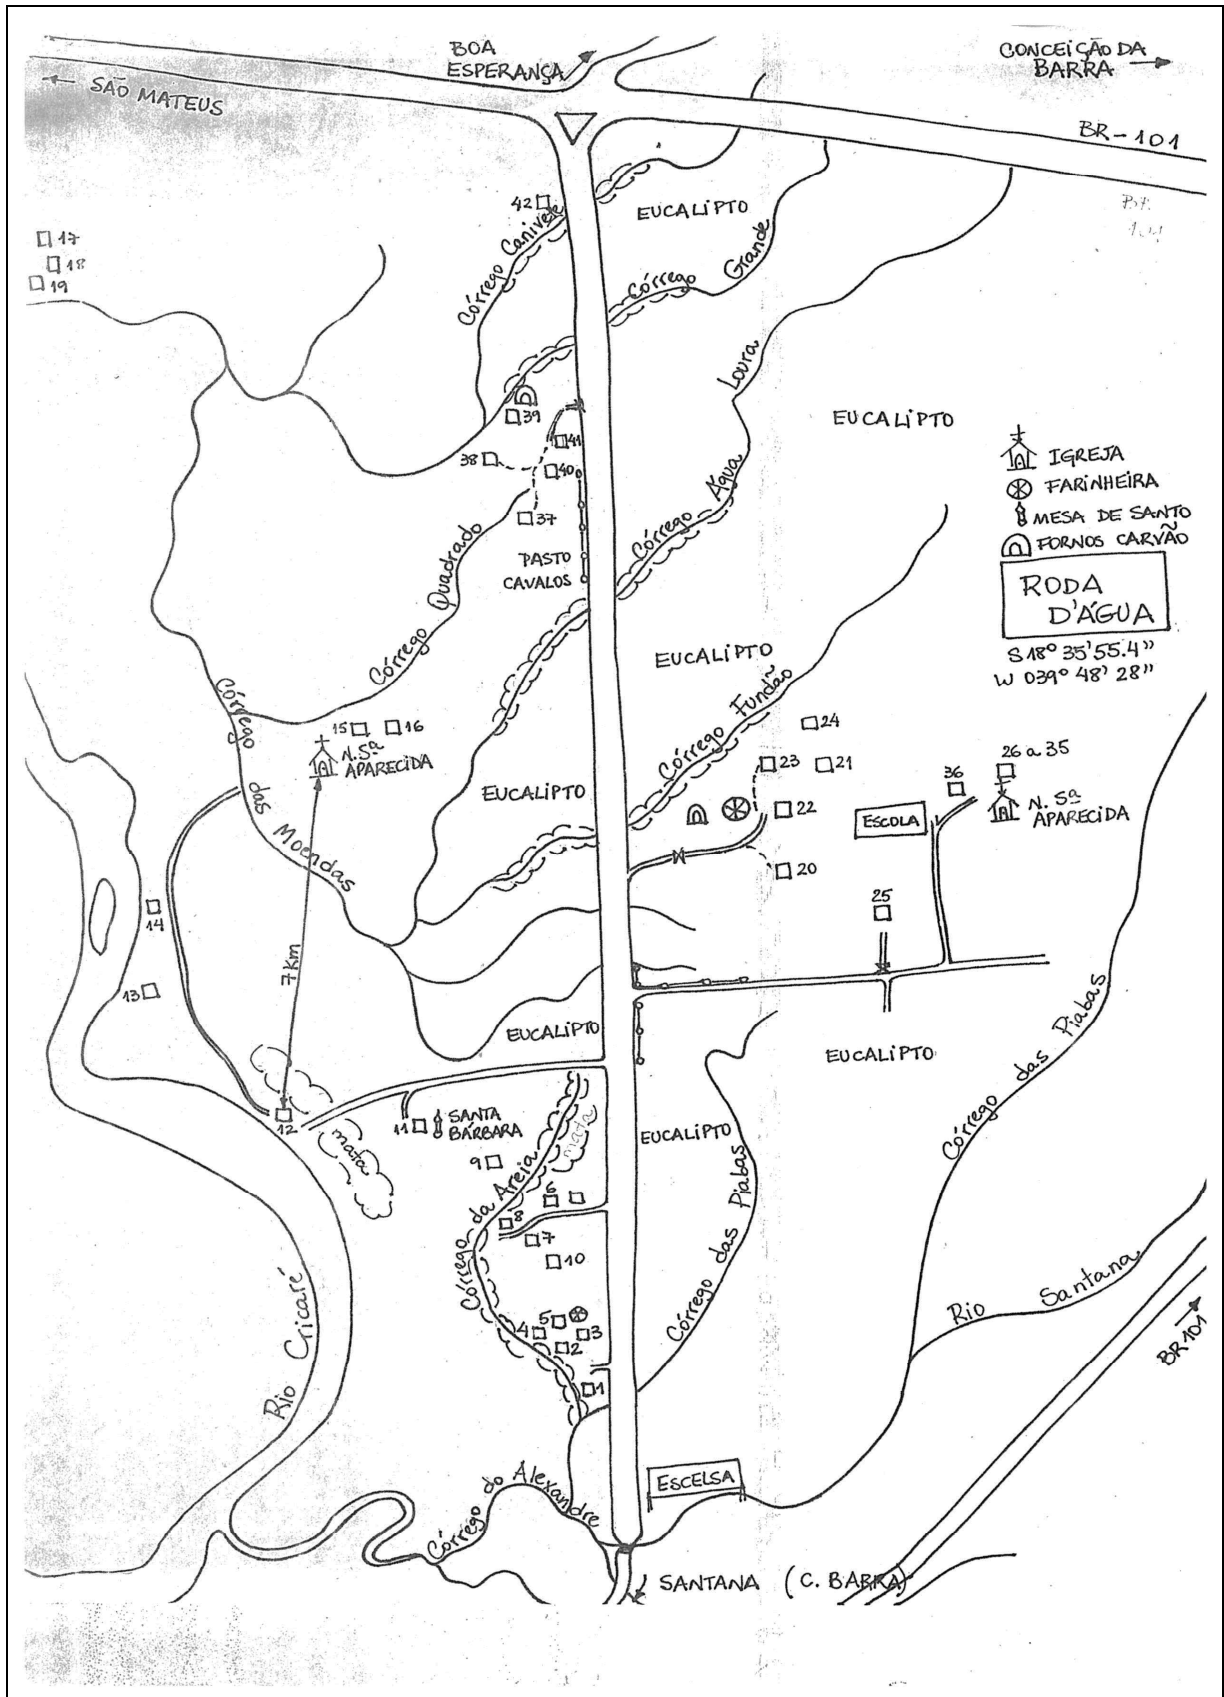 BOA
ESPERANÇA
CONCEIÇÃO DA
BARRA
SÃO MATEUS
BR-101
BR.
101
42
EUCALIPTO
Córrego Canivete
17
18
19
Córrego Grande
39
41
38
40
37
Córrego Água Loura
EUCALIPTO
IGREJA
FARINHEIRA
MESA DE SANTO
FORNOS CARVÃO
RODA
D'ÁGUA
S 18º 35' 55.4"
W 039º 48' 28"
PASTO
CAVALOS
Córrego Quadrado
EUCALIPTO
Córrego Fundão
24
15
16
N. Sª
APARECIDA
23
21
26 a 35
36
N. Sª
APARECIDA
EUCALIPTO
22
ESCOLA
Córrego das Moendas
20
25
14
7km
13
EUCALIPTO
EUCALIPTO
Córrego das Piabas
12
mata
11
SANTA
BÁRBARA
mata
EUCALIPTO
9
Córrego da Areia
6
8
7
10
Córrego das Piabas
Rio Cricaré
Rio Santana
BR101
5
4
3
2
1
Córrego do Alexandre
ESCELSA
SANTANA (C. BARRA)